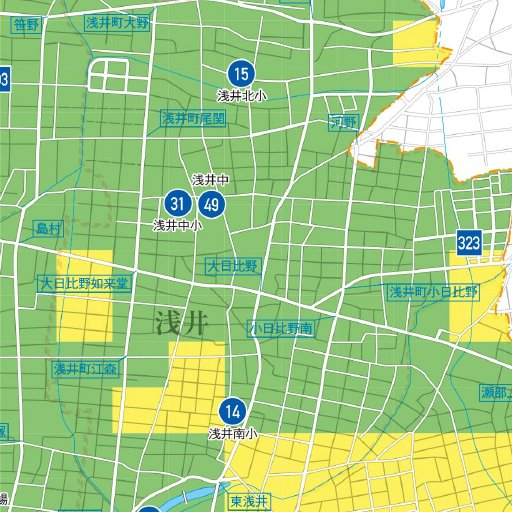 笹野
浅井町大野
15
浅井北小
浅井町尾関
河野
浅井中
31
49
浅井中小
島村
323
大日比野
大日比野如来堂
浅井町小日比野
浅井
小日比野南
浅井町江森
瀬部
14
浅井南小
東浅井